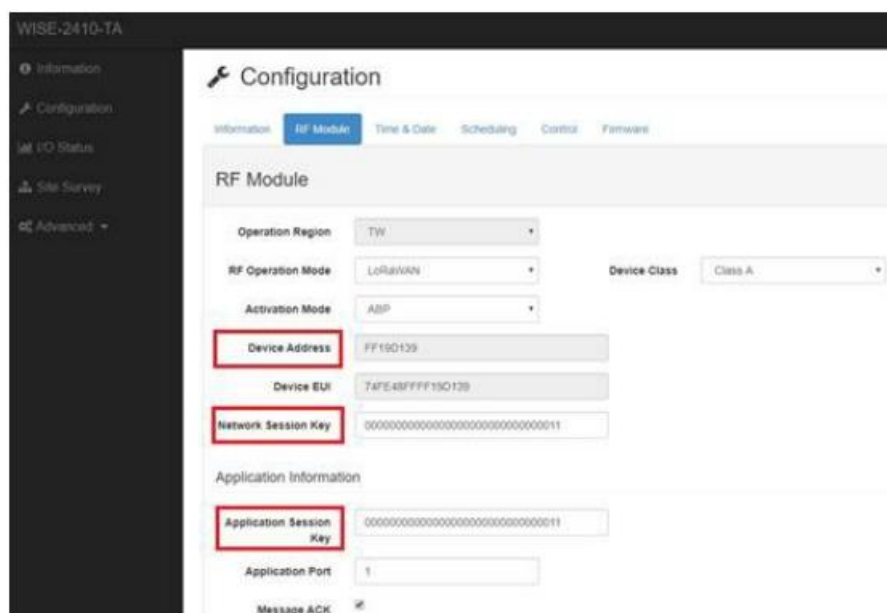 WISE-2410-TA
Information
Configuration
I/O Status
Site Survey
Advanced
Configuration
Information RF Module Time & Date Scheduling Control Firmware
RF Module
Operation Region TW
RF Operation Mode LoRaWAN Device Class Class A
Activation Mode ABP
Device Address FF19D139
Device EUI 74FE48FFFF19D139
Network Session Key
Application Information
Application Session
Key
Application Port 1
Message ACK